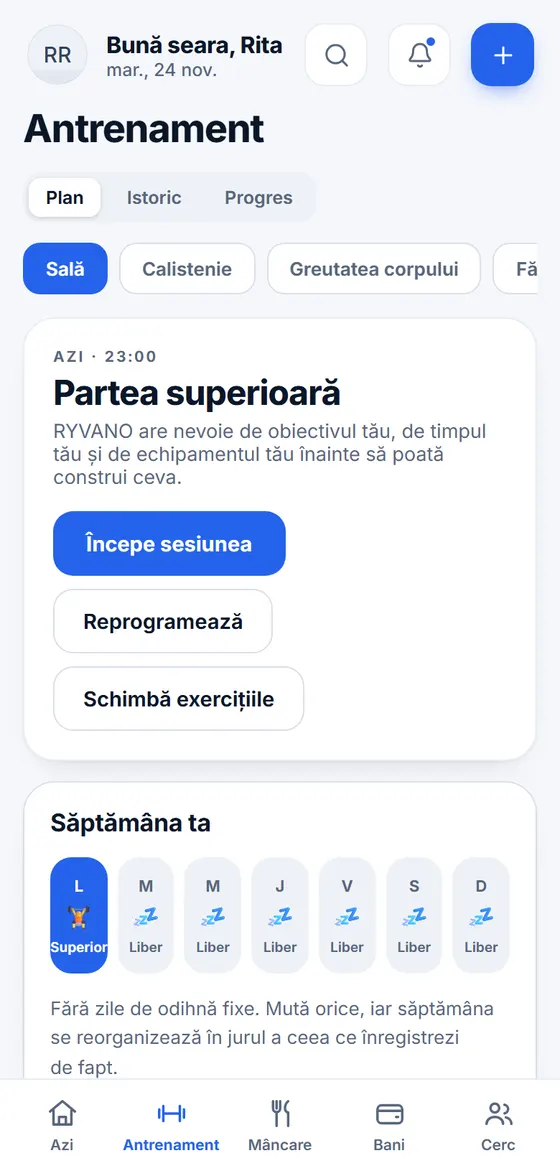 RR
Bună seara, Rita
mar., 24 nov.
Antrenament
Plan
Istoric
Progres
Sală
Calistenie
Greutatea corpului
Fă
AZI · 23:00
Partea superioară
RYVANO are nevoie de obiectivul tău, de timpul
tău și de echipamentul tău înainte să poată
construi ceva.
Începe sesiunea
Reprogramează
Schimbă exercițiile
Săptămâna ta
L
M
M
J
V
S
D
Superior
Liber
Liber
Liber
Liber
Liber
Liber
Fără zile de odihnă fixe. Mută orice, iar săptămâna
se reorganizează în jurul a ceea ce înregistrezi
de fapt.
Azi
Antrenament
Mâncare
Bani
Cerc